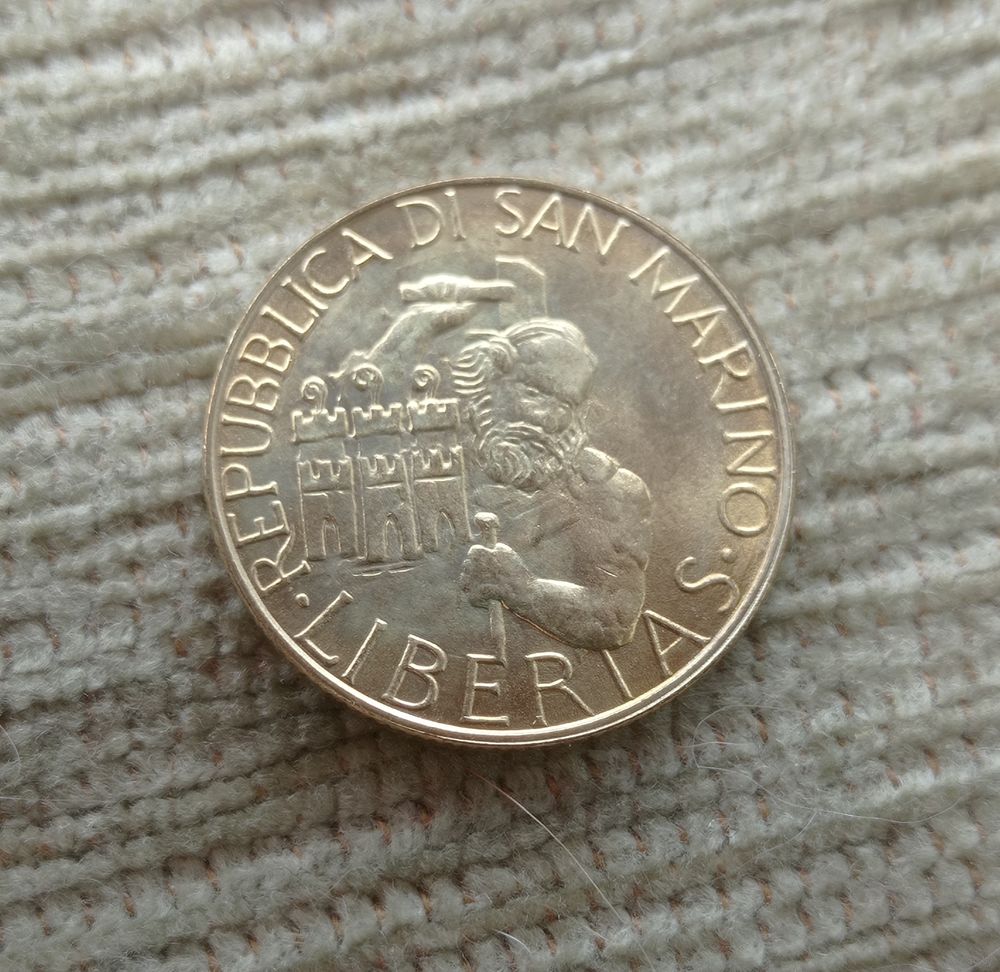 · REPUBBLICA DI SAN MARINO ·
LIBERTAS